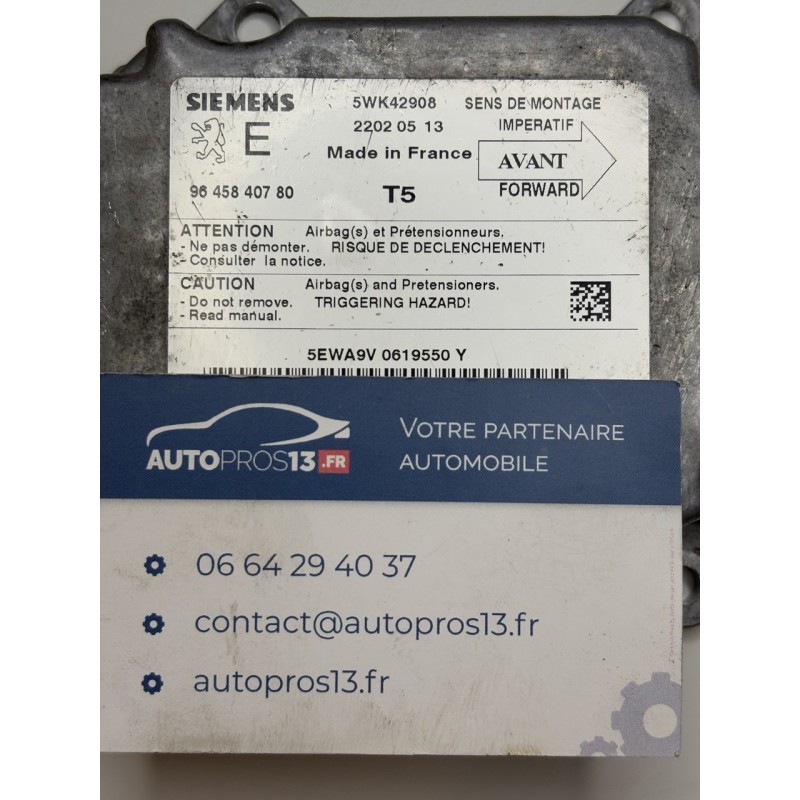 SIEMENS 5WK42908 SENS DE MONTAGE
E 2202 05 13 IMPERATIF
Made in France AVANT
96 458 407 80 T5 FORWARD
ATTENTION Airbag(s) et Prétensionneurs.
- Ne pas démonter. RISQUE DE DECLENCHEMENT!
- Consulter la notice.
CAUTION Airbag(s) and Pretensioners.
- Do not remove. TRIGGERING HAZARD!
- Read manual.
5EWA9V 0619550 Y
AUTOPROS13.FR
VOTRE PARTENAIRE
AUTOMOBILE
06 64 29 40 37
contact@autopros13.fr
autopros13.fr